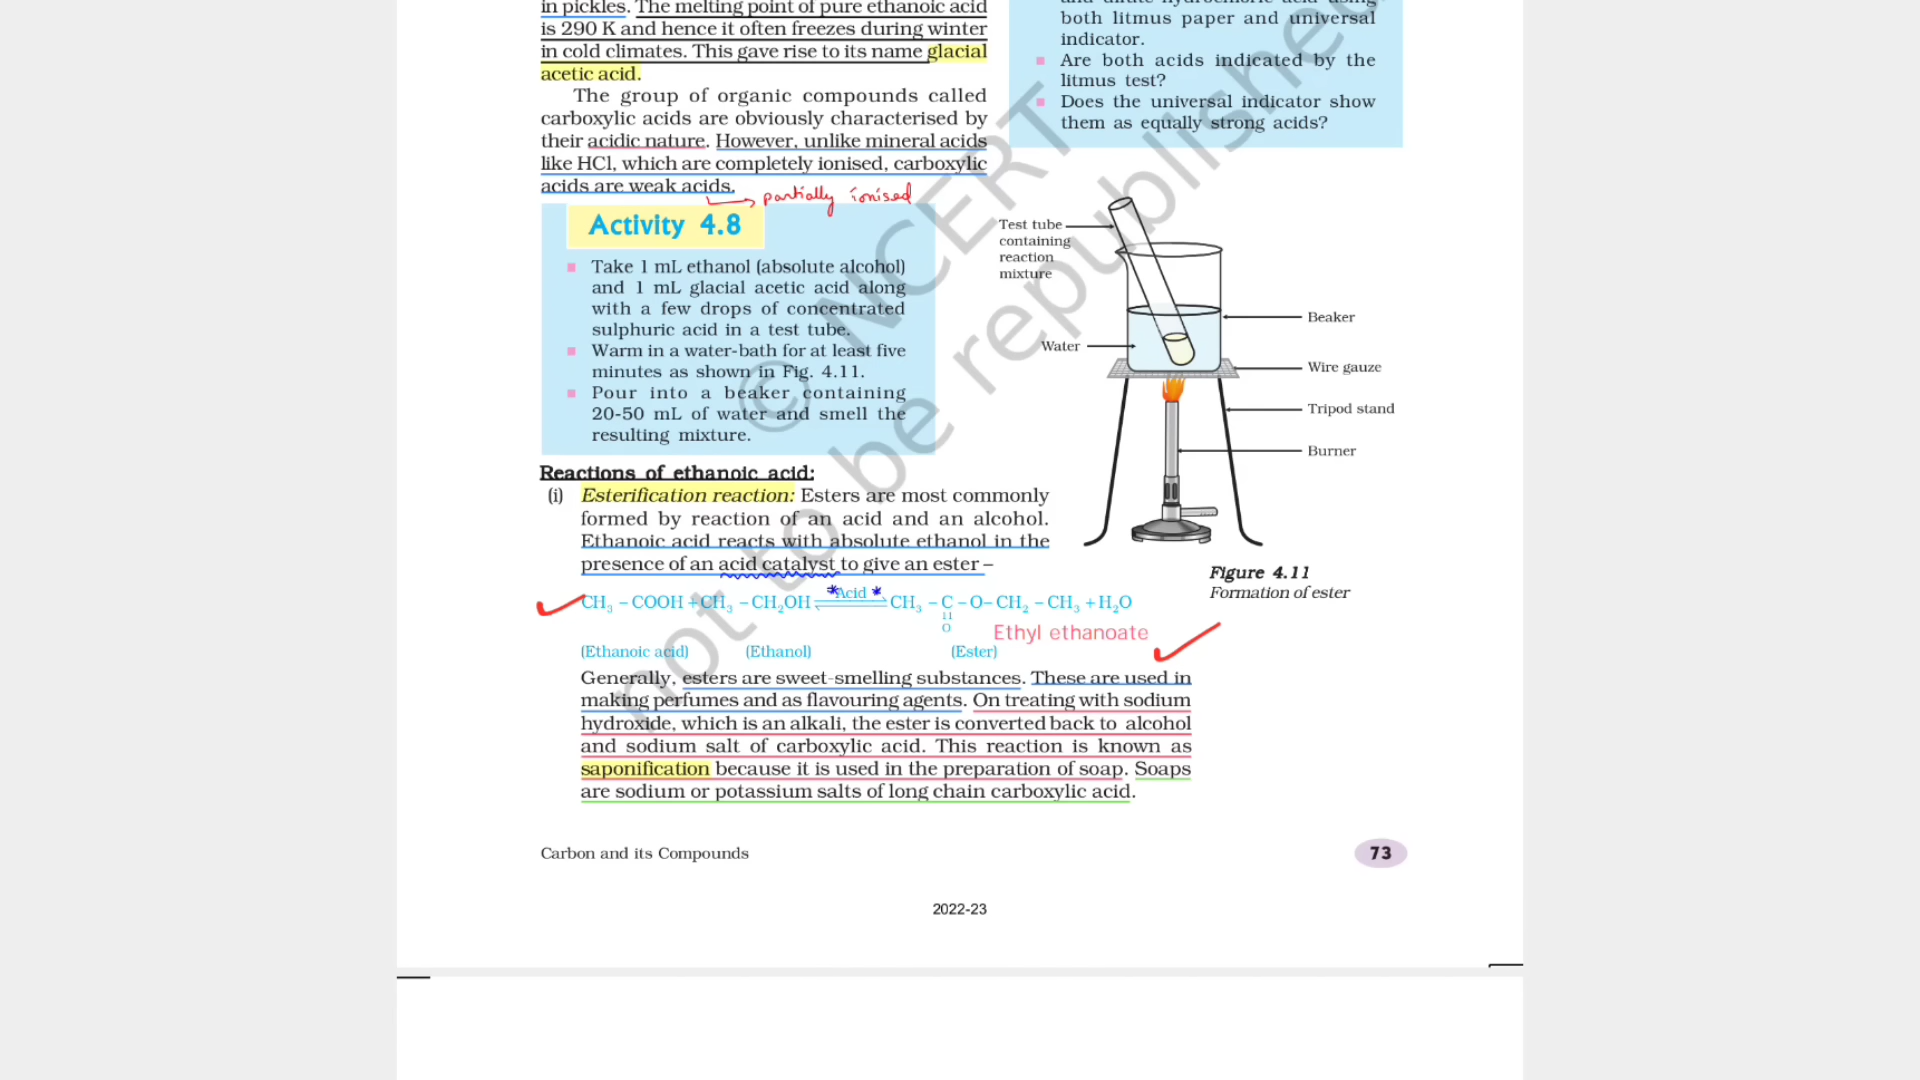 in pickles. The melting point of pure ethanoic acid
is 290 K and hence it often freezes during winter
in cold climates. This gave rise to its name glacial
acetic acid.
The group of organic compounds called
carboxylic acids are obviously characterised by
their acidic nature. However, unlike mineral acids
like HCl, which are completely ionised, carboxylic
acids are weak acids.
partially ionised
both litmus paper and universal
indicator.
Are both acids indicated by the
litmus test?
Does the universal indicator show
them as equally strong acids?
Activity 4.8
Take 1 mL ethanol (absolute alcohol)
and 1 mL glacial acetic acid along
with a few drops of concentrated
sulphuric acid in a test tube.
Warm in a water-bath for at least five
minutes as shown in Fig. 4.11.
Pour into a beaker containing
20-50 mL of water and smell the
resulting mixture.
Test tube
containing
reaction
mixture
Water
Beaker
Wire gauze
Tripod stand
Burner
Figure 4.11
Formation of ester
Reactions of ethanoic acid:
(i) Esterification reaction: Esters are most commonly
formed by reaction of an acid and an alcohol.
Ethanoic acid reacts with absolute ethanol in the
presence of an acid catalyst to give an ester –
*Acid*
CH₃ – COOH + CH₃ – CH₂OH ⇌ CH₃ – C – O – CH₂ – CH₃ + H₂O
O
Ethyl ethanoate
(Ethanoic acid) (Ethanol) (Ester)
Generally, esters are sweet-smelling substances. These are used in
making perfumes and as flavouring agents. On treating with sodium
hydroxide, which is an alkali, the ester is converted back to alcohol
and sodium salt of carboxylic acid. This reaction is known as
saponification because it is used in the preparation of soap. Soaps
are sodium or potassium salts of long chain carboxylic acid.
Carbon and its Compounds
73
2022-23
© NCERT
not to be republished